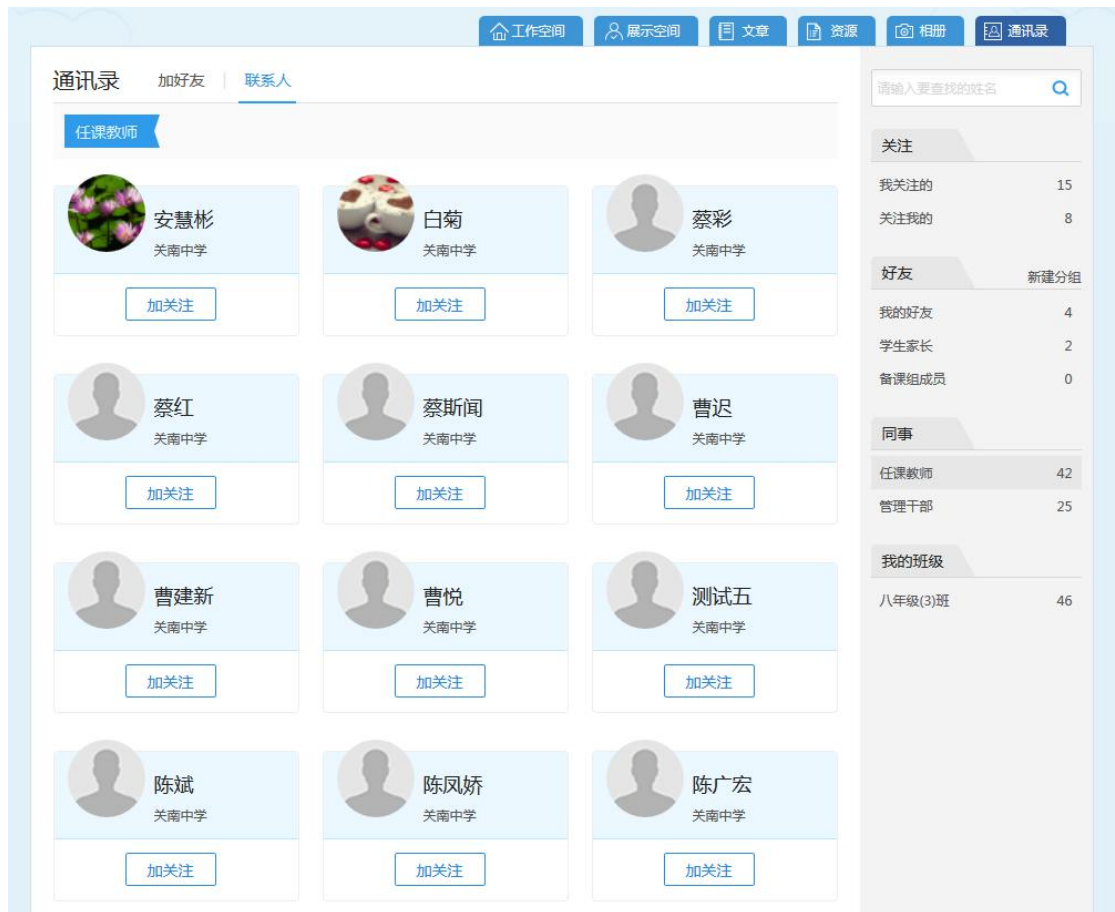 工作空间 展示空间 文章 资源 相册 通讯录
通讯录 加好友 联系人
任课教师
安慧彬 白菊 蔡彩
关南中学 关南中学 关南中学
加关注 加关注 加关注
蔡红 蔡斯闻 曹迟
关南中学 关南中学 关南中学
加关注 加关注 加关注
曹建新 曹悦 测试五
关南中学 关南中学 关南中学
加关注 加关注 加关注
陈斌 陈凤娇 陈广宏
关南中学 关南中学 关南中学
加关注 加关注 加关注
请输入要查找的姓名
关注
我关注的 15
关注我的 8
好友 新建分组
我的好友 4
学生家长 2
备课组成员 0
同事
任课教师 42
管理干部 25
我的班级
八年级(3)班 46